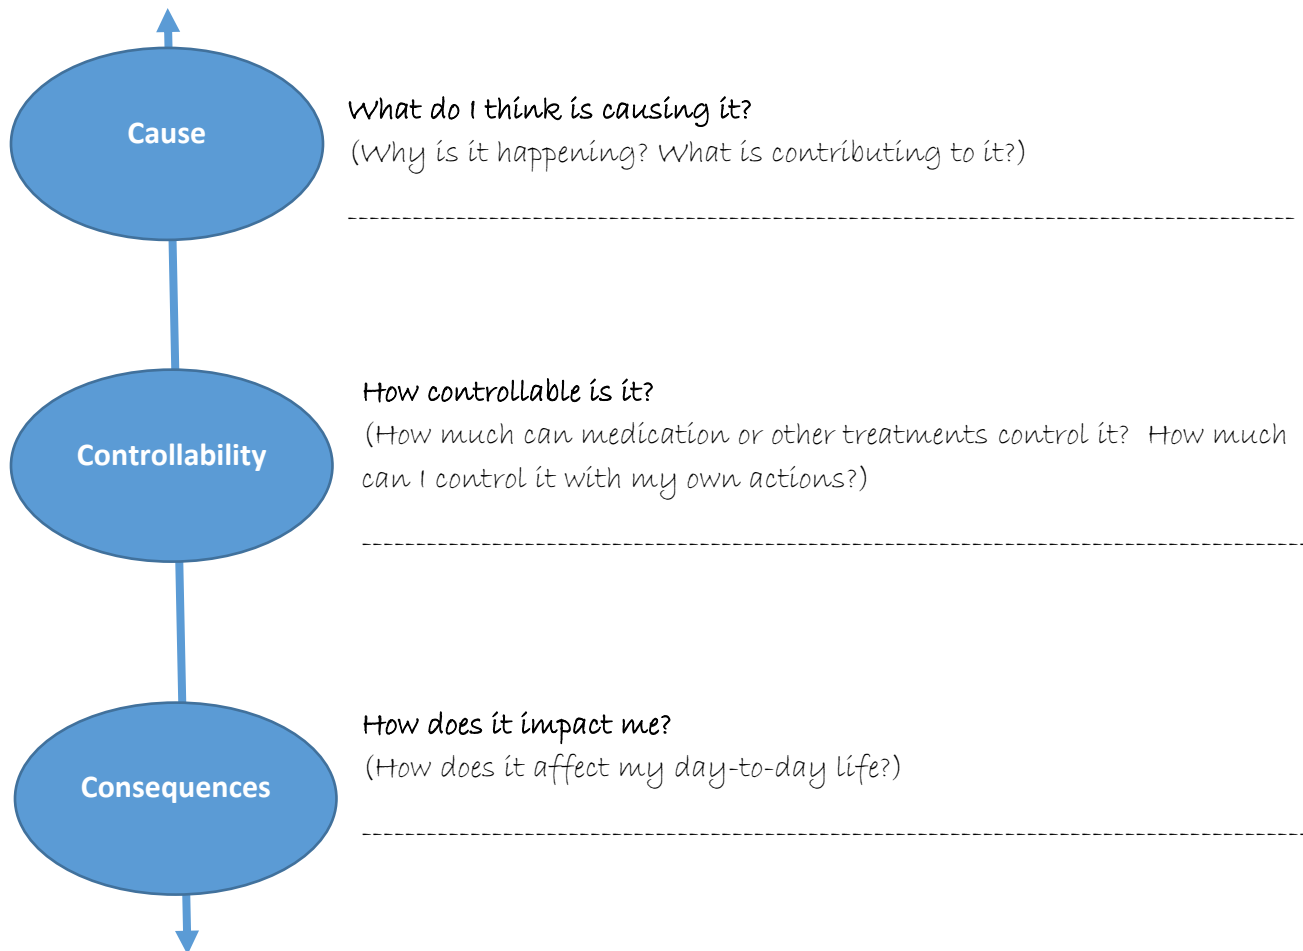 Cause
What do I think is causing it?
(Why is it happening? What is contributing to it?)
Controllability
How controllable is it?
(How much can medication or other treatments control it? How much
can I control it with my own actions?)
Consequences
How does it impact me?
(How does it affect my day-to-day life?)